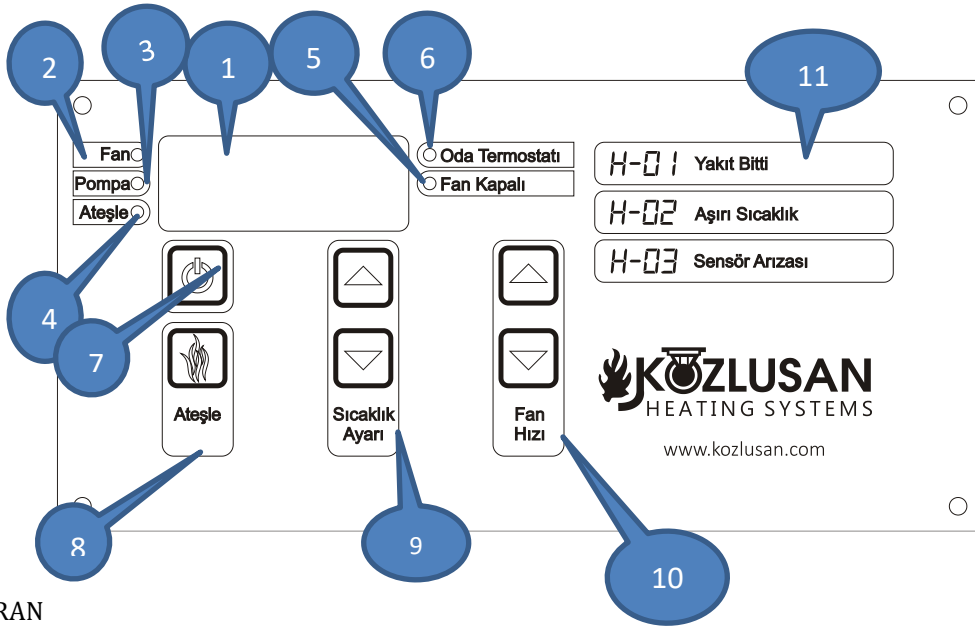 2
3
1
5
6
11
Fan
Pompa
Ateşle
Oda Termostatı
Fan Kapalı
H-01 Yakıt Bitti
H-02 Aşırı Sıcaklık
H-03 Sensör Arızası
4
7
Ateşle
Sıcaklık
Ayarı
Fan
Hızı
KOZLUSAN
HEATING SYSTEMS
www.kozlusan.com
8
9
10
RAN